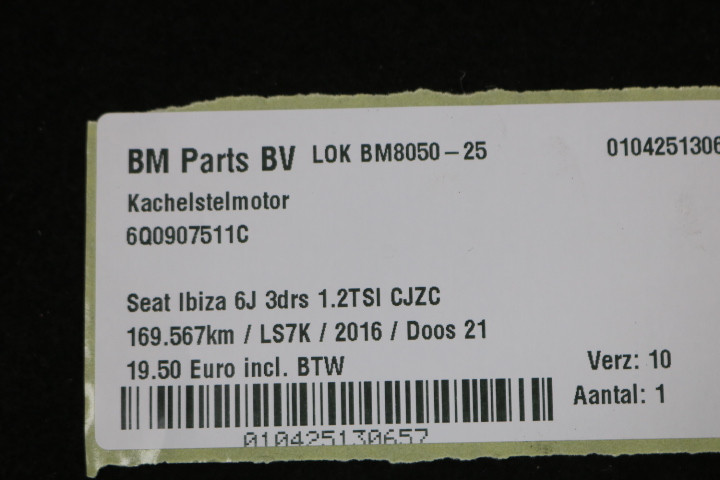 BM Parts BV LOK BM8050-25 0104251306
Kachelstelmotor
6Q0907511C
Seat Ibiza 6J 3drs 1.2TSI CJZC
169.567km / LS7K / 2016 / Doos 21
19.50 Euro incl. BTW
Verz: 10
Aantal: 1
010425130657